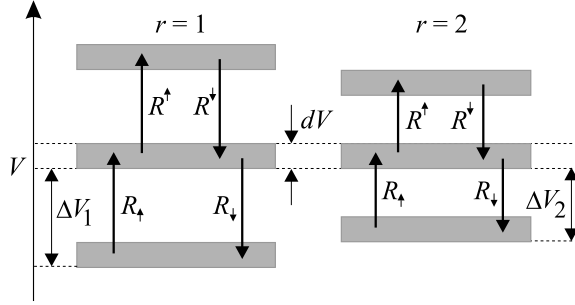 r = 1
r = 2
R↑
R↓
R↑
R↓
dV
V
ΔV₁
R↑
R↓
R↑
R↓
ΔV₂